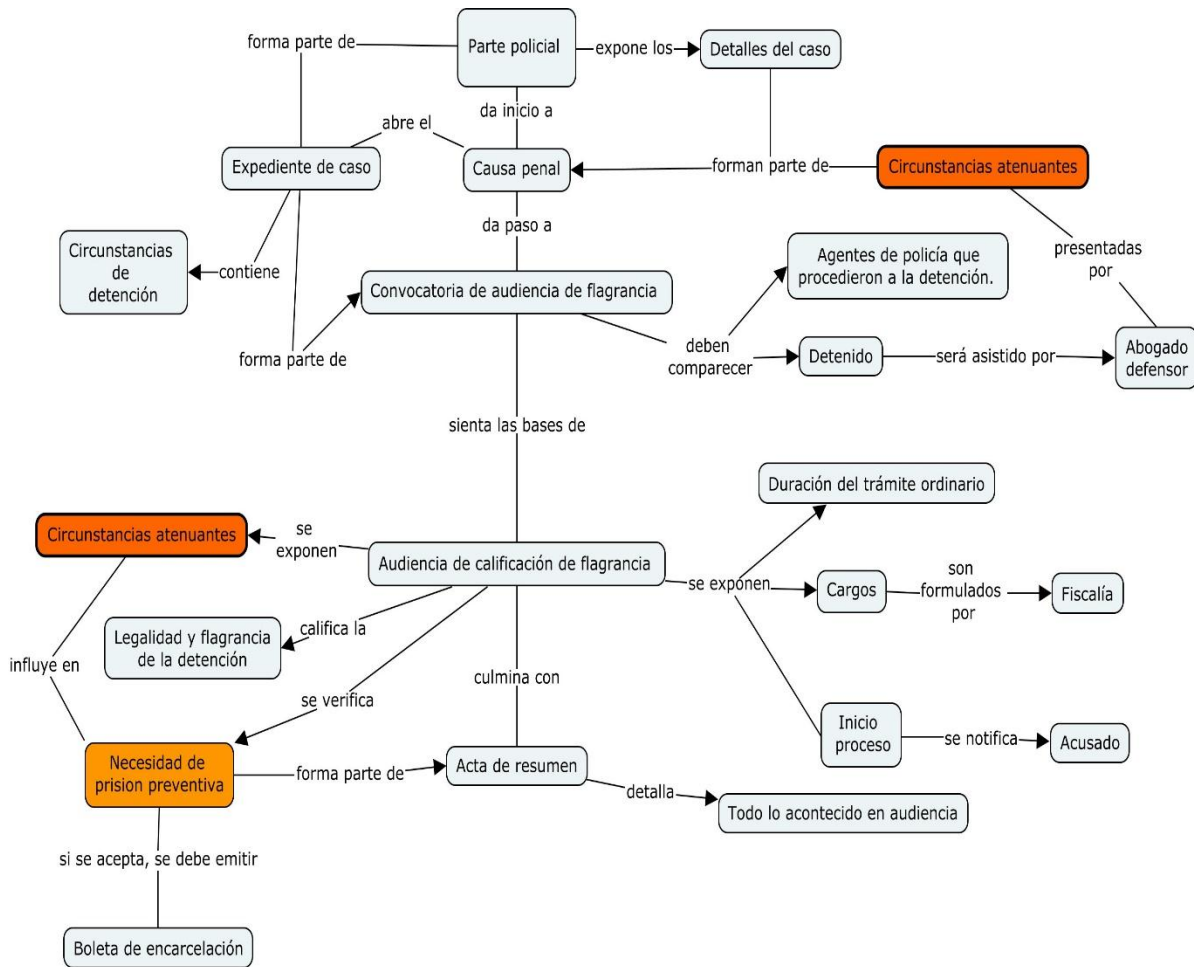 forma parte de
Parte policial
expone los
Detalles del caso
da inicio a
abre el
Expediente de caso
Causa penal
forman parte de
Circunstancias atenuantes
da paso a
Circunstancias
de
detención
contiene
presentadas
por
Agentes de policía que
procedieron a la detención.
Convocatoria de audiencia de flagrancia
forma parte de
deben
comparecer
Detenido
será asistido por
Abogado
defensor
sienta las bases de
Duración del trámite ordinario
Circunstancias atenuantes
se
exponen
Audiencia de calificación de flagrancia
se exponen
Cargos
son
formulados
por
Fiscalía
Legalidad y flagrancia
de la detención
califica la
influye en
culmina con
se verifica
Inicio
proceso
se notifica
Acusado
Necesidad de
prision preventiva
forma parte de
Acta de resumen
detalla
Todo lo acontecido en audiencia
si se acepta, se debe emitir
Boleta de encarcelación